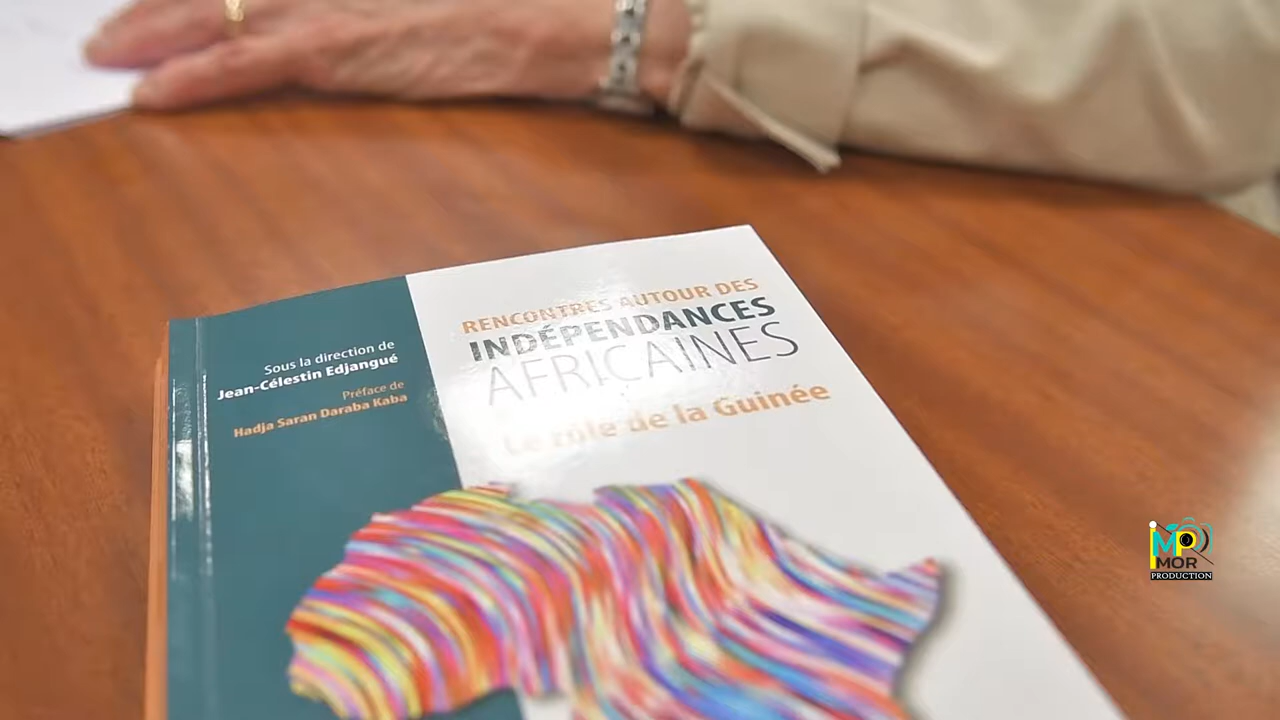 Sous la direction de
Jean-Célestin Edjangué
Préface de
Hadja Saran Daraba Kaba
RENCONTRES AUTOUR DES
INDÉPENDANCES
AFRICAINES
Le rôle de la Guinée
iMP
MOR
PRODUCTION